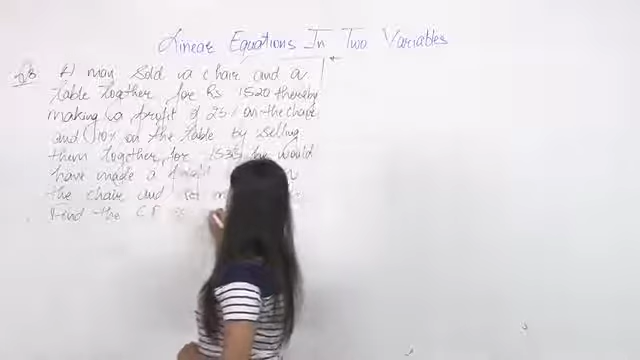 Linear Equations In Two Variables
A man sold a chair and a
table together for Rs 1520 thereby
making a profit of 25% on the chair
and 10% on the table by selling
them together for 1535 he would
have made a
the chair and
Find the CP